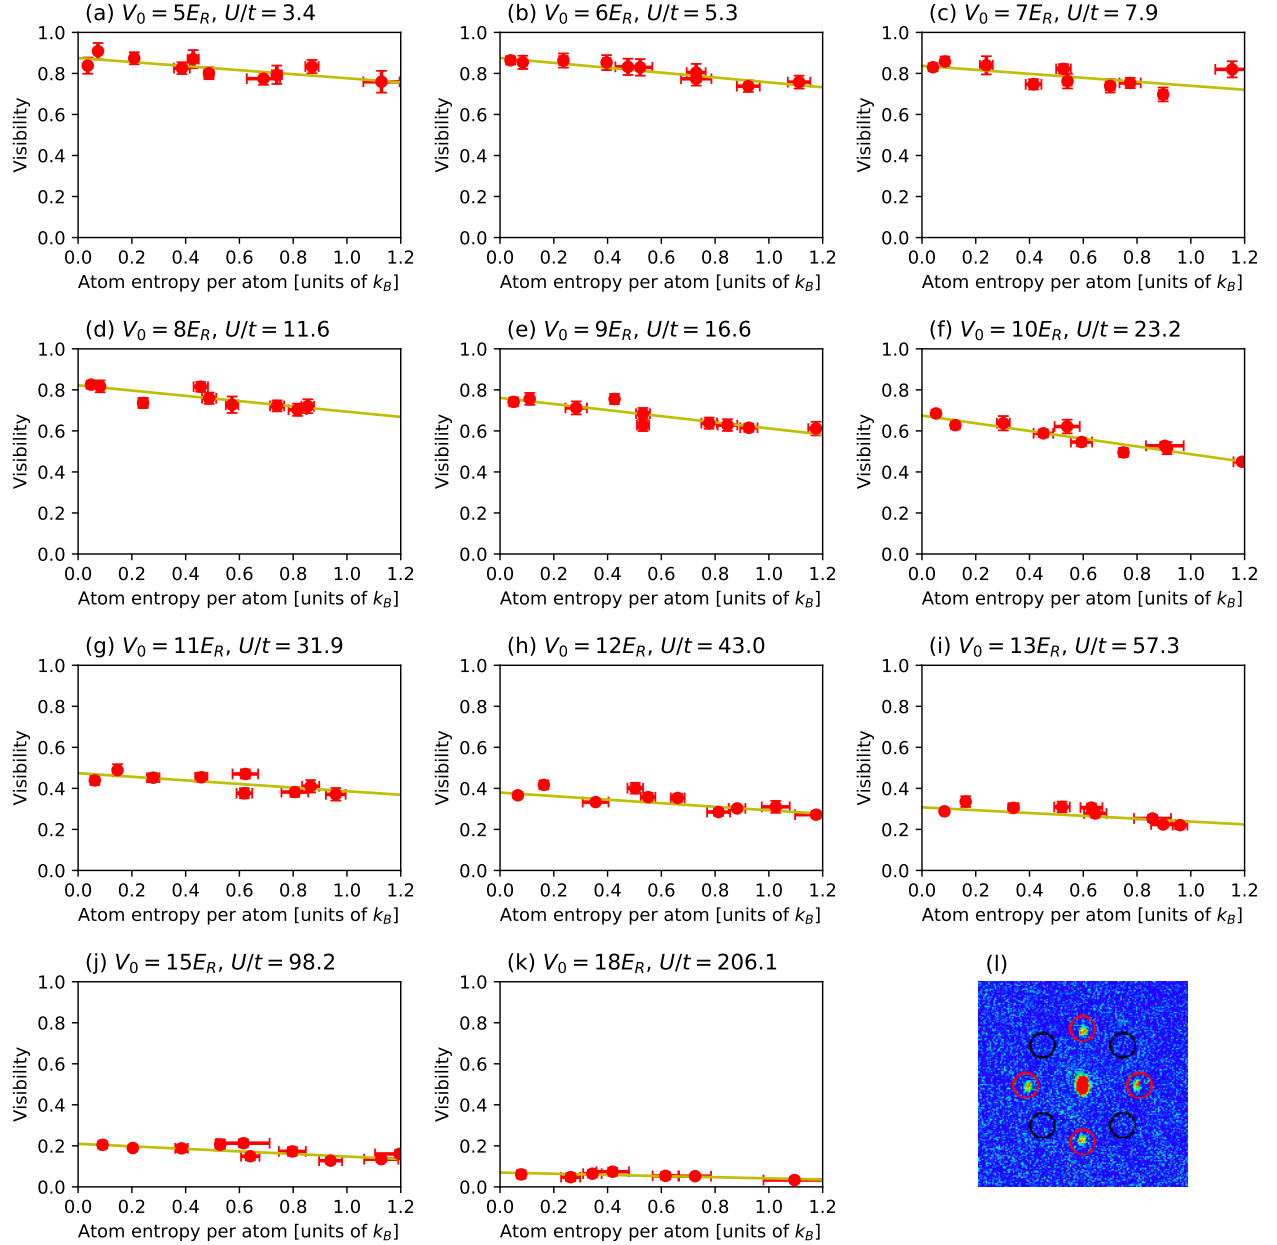 (a) V₀ = 5E_R, U/t = 3.4
(b) V₀ = 6E_R, U/t = 5.3
(c) V₀ = 7E_R, U/t = 7.9
1.0
0.8
0.6
0.4
0.2
0.0
Visibility
0.0 0.2 0.4 0.6 0.8 1.0 1.2
Atom entropy per atom [units of k_B]
1.0
0.8
0.6
0.4
0.2
0.0
Visibility
0.0 0.2 0.4 0.6 0.8 1.0 1.2
Atom entropy per atom [units of k_B]
1.0
0.8
0.6
0.4
0.2
0.0
Visibility
0.0 0.2 0.4 0.6 0.8 1.0 1.2
Atom entropy per atom [units of k_B]
(d) V₀ = 8E_R, U/t = 11.6
(e) V₀ = 9E_R, U/t = 16.6
(f) V₀ = 10E_R, U/t = 23.2
1.0
0.8
0.6
0.4
0.2
0.0
Visibility
0.0 0.2 0.4 0.6 0.8 1.0 1.2
Atom entropy per atom [units of k_B]
1.0
0.8
0.6
0.4
0.2
0.0
Visibility
0.0 0.2 0.4 0.6 0.8 1.0 1.2
Atom entropy per atom [units of k_B]
1.0
0.8
0.6
0.4
0.2
0.0
Visibility
0.0 0.2 0.4 0.6 0.8 1.0 1.2
Atom entropy per atom [units of k_B]
(g) V₀ = 11E_R, U/t = 31.9
(h) V₀ = 12E_R, U/t = 43.0
(i) V₀ = 13E_R, U/t = 57.3
1.0
0.8
0.6
0.4
0.2
0.0
Visibility
0.0 0.2 0.4 0.6 0.8 1.0 1.2
Atom entropy per atom [units of k_B]
1.0
0.8
0.6
0.4
0.2
0.0
Visibility
0.0 0.2 0.4 0.6 0.8 1.0 1.2
Atom entropy per atom [units of k_B]
1.0
0.8
0.6
0.4
0.2
0.0
Visibility
0.0 0.2 0.4 0.6 0.8 1.0 1.2
Atom entropy per atom [units of k_B]
(j) V₀ = 15E_R, U/t = 98.2
(k) V₀ = 18E_R, U/t = 206.1
(l)
1.0
0.8
0.6
0.4
0.2
0.0
Visibility
0.0 0.2 0.4 0.6 0.8 1.0 1.2
Atom entropy per atom [units of k_B]
1.0
0.8
0.6
0.4
0.2
0.0
Visibility
0.0 0.2 0.4 0.6 0.8 1.0 1.2
Atom entropy per atom [units of k_B]